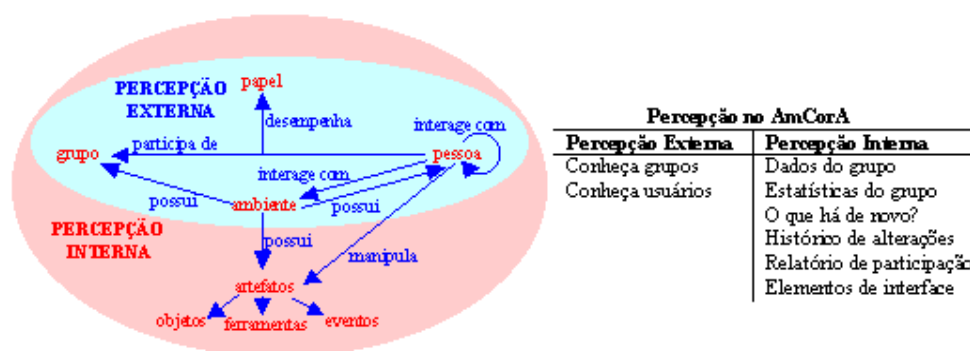 PERCEPÇÃO
EXTERNA
papel
desempenha
interage com
participa de
grupo
pessoa
interage com
possui
ambiente
possui
PERCEPÇÃO
INTERNA
possui
manipula
artefatos
objetos
ferramentas
eventos
Percepção no AmCorA
Percepção Externa Percepção Interna
Conheça grupos Dados do grupo
Conheça usuários Estatísticas do grupo
O que há de novo?
Histórico de alterações
Relatório de participação
Elementos de interface